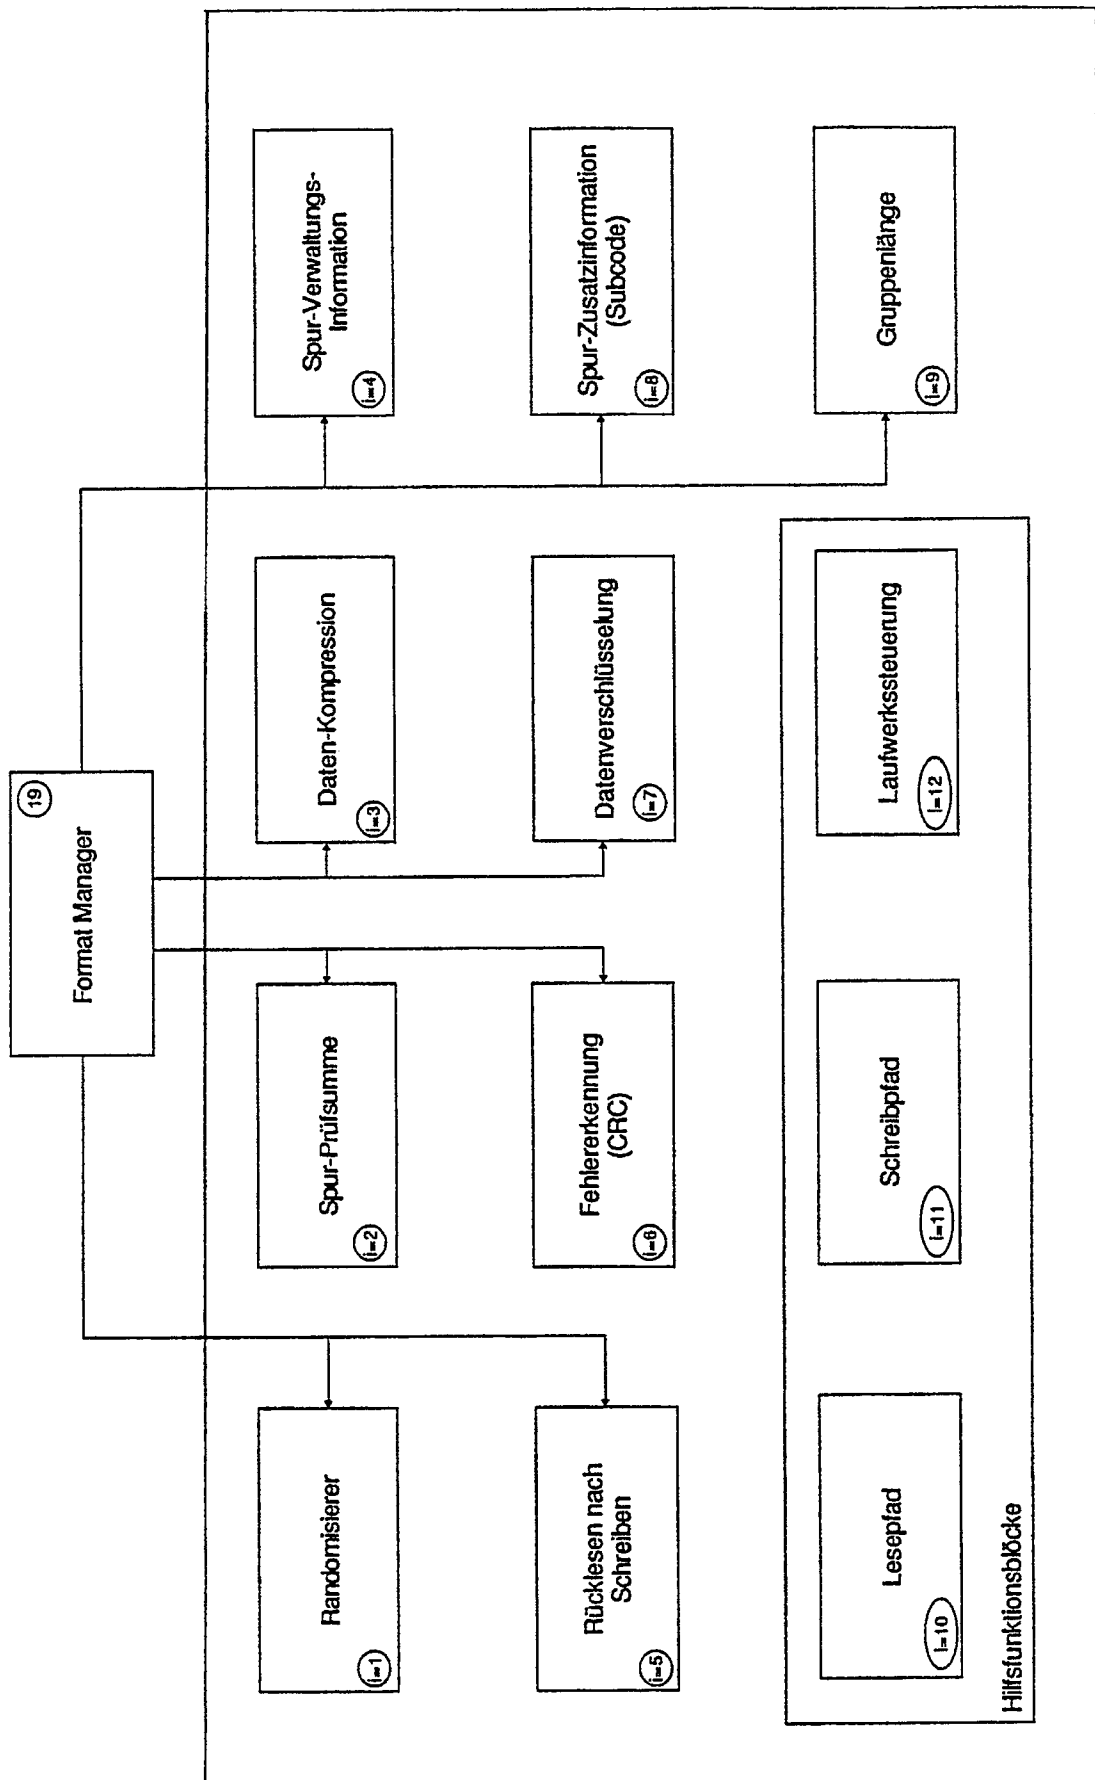 Format Manager
19
Randomisierer
i=1
Spur-Prüfsumme
i=2
Daten-Kompression
i=3
Spur-Verwaltungs-
Information
i=4
Rücklesen nach
Schreiben
i=5
Fehlererkennung
(CRC)
i=6
Datenverschlüsselung
i=7
Spur-Zusatzinformation
(Subcode)
i=8
Lesepfad
i=10
Schreibpfad
i=11
Laufwerkssteuerung
i=12
Gruppenlänge
i=9
Hilfsfunktionsblöcke